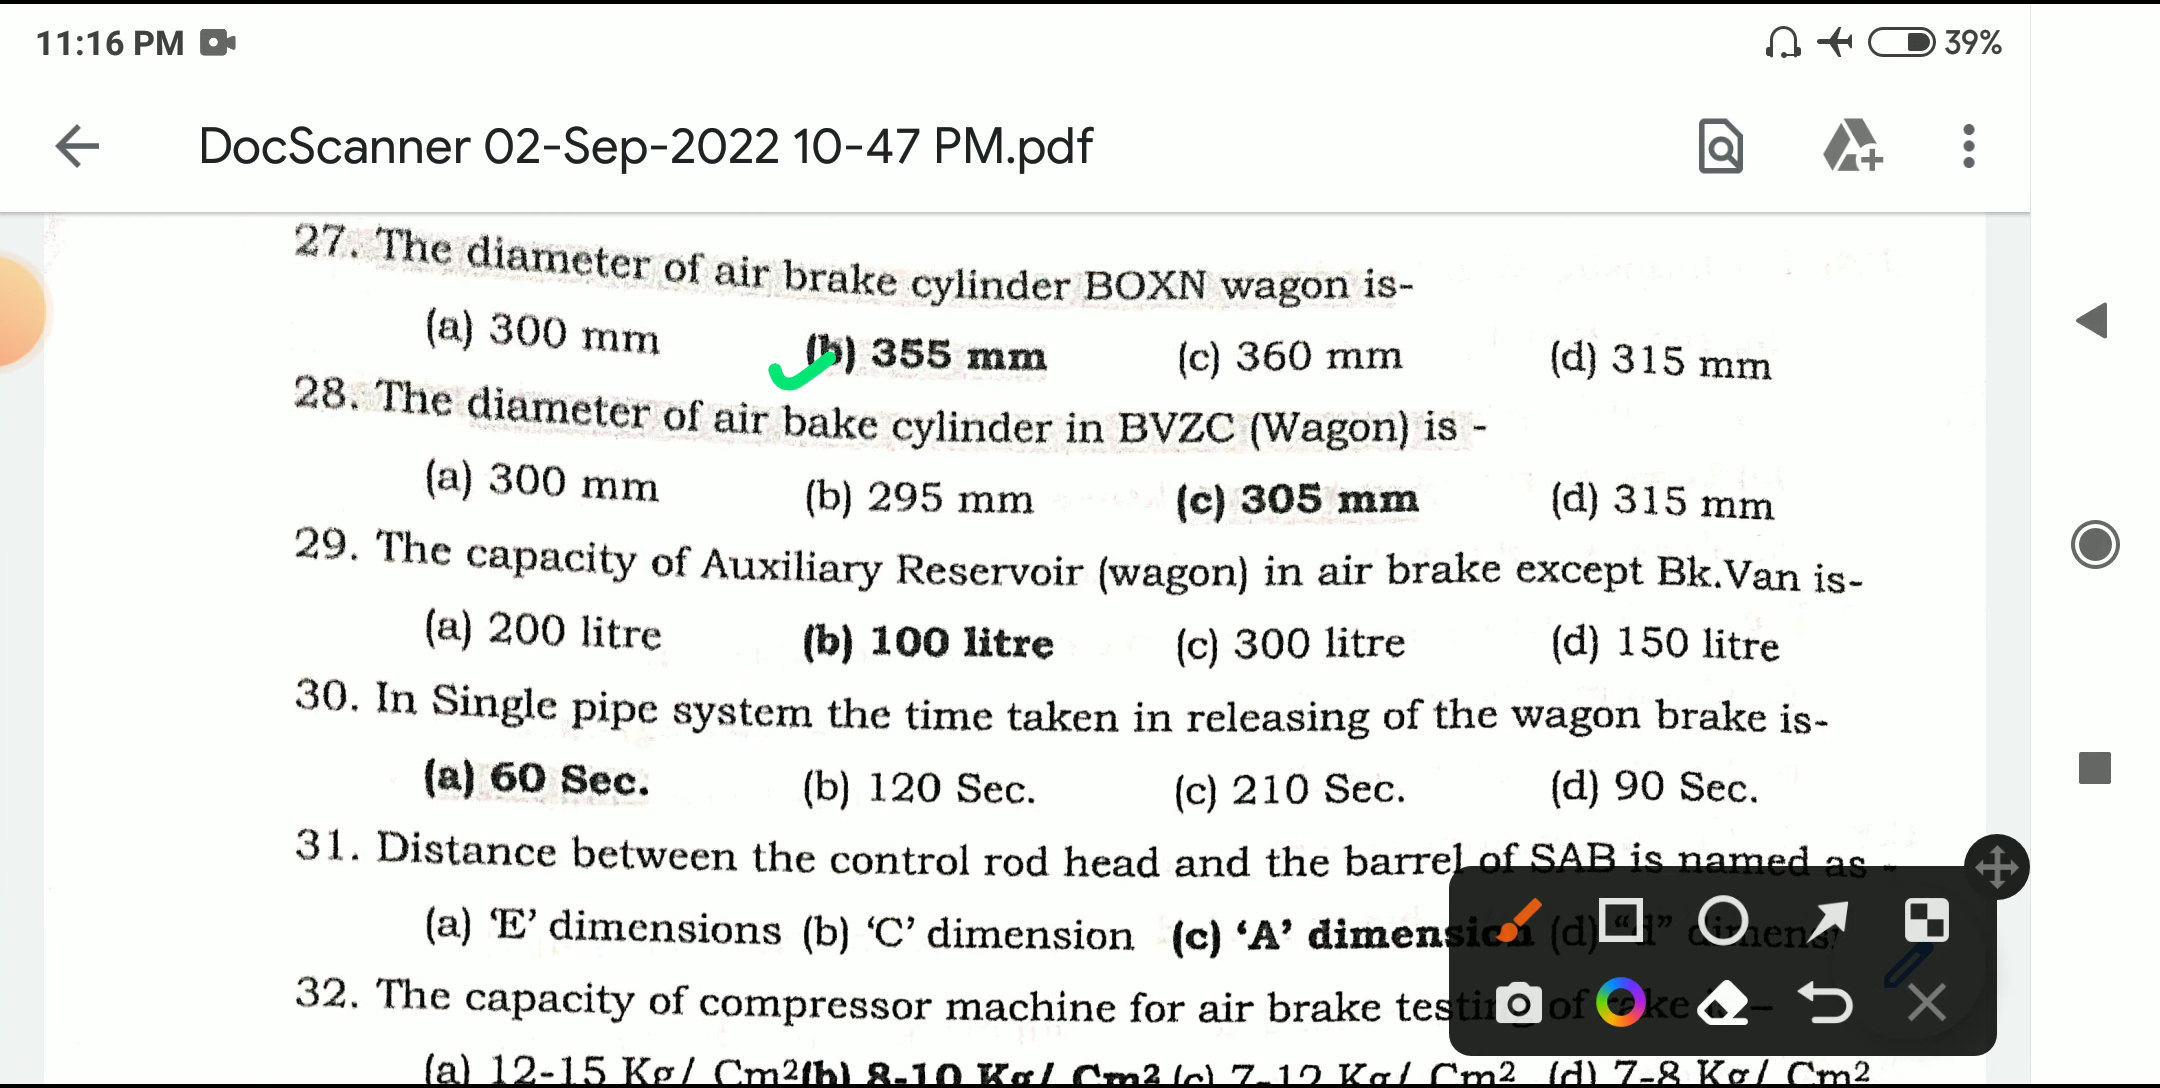 11:16 PM 39%
DocScanner 02-Sep-2022 10-47 PM.pdf
27. The diameter of air brake cylinder BOXN wagon is-
(a) 300 mm (b) 355 mm (c) 360 mm (d) 315 mm
28. The diameter of air bake cylinder in BVZC (Wagon) is -
(a) 300 mm (b) 295 mm (c) 305 mm (d) 315 mm
29. The capacity of Auxiliary Reservoir (wagon) in air brake except Bk.Van is-
(a) 200 litre (b) 100 litre (c) 300 litre (d) 150 litre
30. In Single pipe system the time taken in releasing of the wagon brake is-
(a) 60 Sec. (b) 120 Sec. (c) 210 Sec. (d) 90 Sec.
31. Distance between the control rod head and the barrel of SAB is named as -
(a) ‘E’ dimensions (b) ‘C’ dimension (c) ‘A’ dimension (d)
32. The capacity of compressor machine for air brake testing of
(a) 12-15 Kg/ Cm2 (b) 8-10 Kg/ Cm2 (c) 7-12 Kg/ Cm2 (d) 7-8 Kg/ Cm2